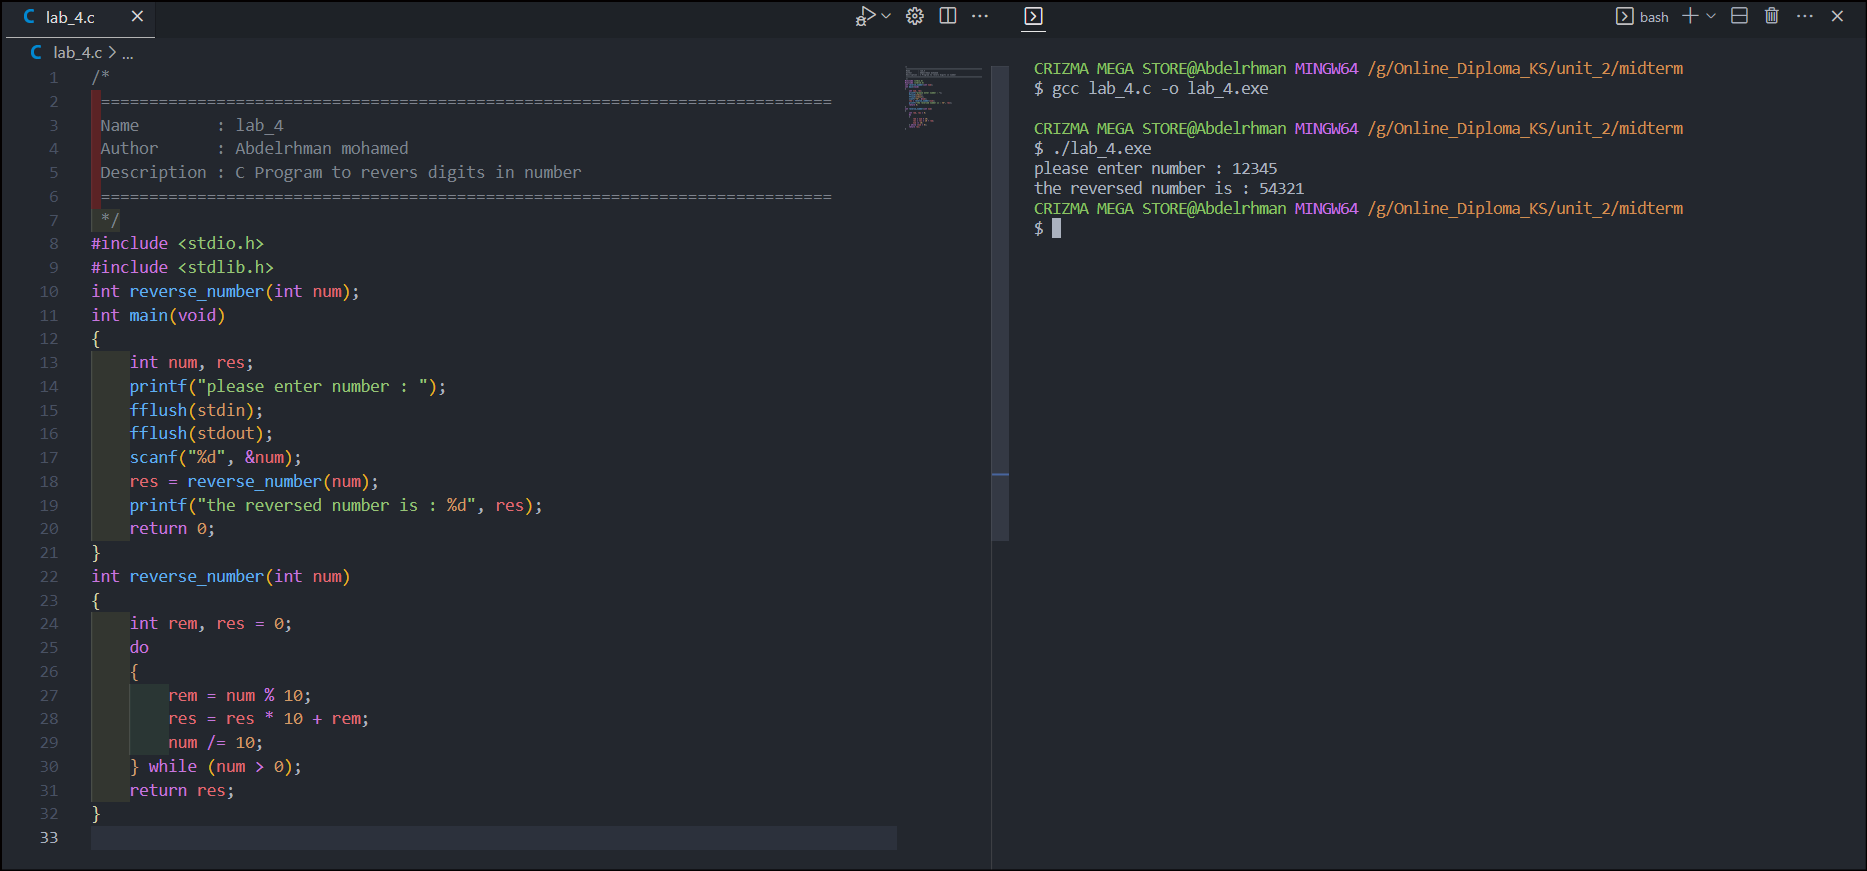 lab_4.c
lab_4.c > ...
1 /*
2 ============================================================================
3 Name        : lab_4
4 Author      : Abdelrhman mohamed
5 Description : C Program to revers digits in number
6 ============================================================================
7 */
8 #include <stdio.h>
9 #include <stdlib.h>
10 int reverse_number(int num);
11 int main(void)
12 {
13     int num, res;
14     printf("please enter number : ");
15     fflush(stdin);
16     fflush(stdout);
17     scanf("%d", &num);
18     res = reverse_number(num);
19     printf("the reversed number is : %d", res);
20     return 0;
21 }
22 int reverse_number(int num)
23 {
24     int rem, res = 0;
25     do
26     {
27         rem = num % 10;
28         res = res * 10 + rem;
29         num /= 10;
30     } while (num > 0);
31     return res;
32 }
33
bash
CRIZMA MEGA STORE@Abdelrhman MINGW64 /g/Online_Diploma_KS/unit_2/midterm
$ gcc lab_4.c -o lab_4.exe
CRIZMA MEGA STORE@Abdelrhman MINGW64 /g/Online_Diploma_KS/unit_2/midterm
$ ./lab_4.exe
please enter number : 12345
the reversed number is : 54321
CRIZMA MEGA STORE@Abdelrhman MINGW64 /g/Online_Diploma_KS/unit_2/midterm
$